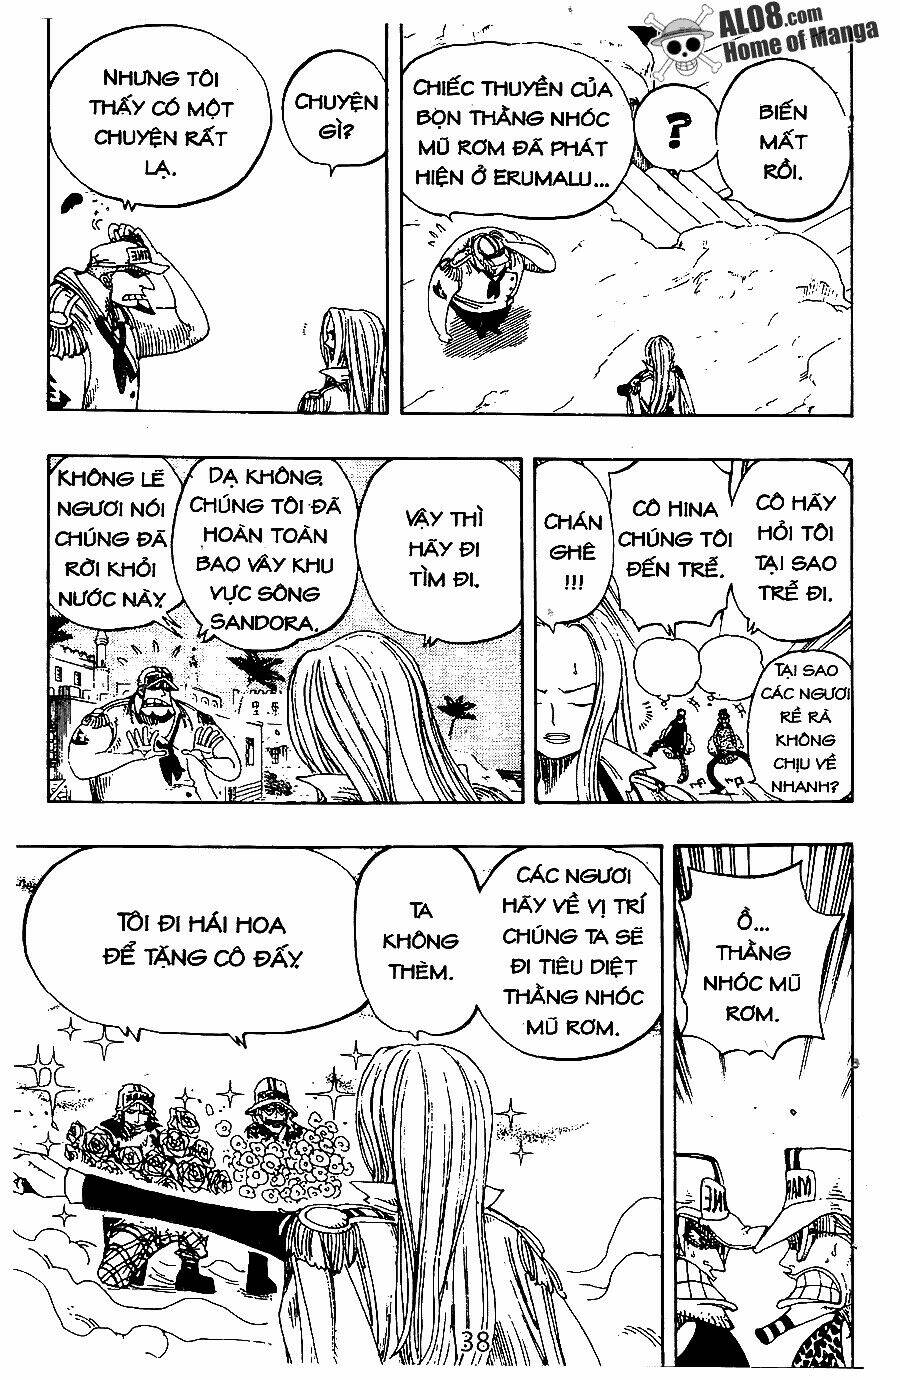 AL08.com
Home of Manga
BIẾN
MẤT
RỒI.
?
CHIẾC THUYỀN CỦA
BỌN THẰNG NHÓC
MŨ RƠM ĐÃ PHÁT
HIỆN Ở ERUMALU...
CHUYỆN
GÌ?
NHƯNG TÔI
THẤY CÓ MỘT
CHUYỆN RẤT
LẠ.
CÔ HÃY
HỎI TÔI
TẠI SAO
TRỄ ĐI.
CÔ HINA
CHÚNG TÔI
ĐẾN TRỄ.
CHÁN
GHÊ
!!!
TẠI SAO
CÁC NGƯƠI
RỀ RÀ
KHÔNG
CHỊU VỀ
NHANH?
VẬY THÌ
HÃY ĐI
TÌM ĐI.
DẠ KHÔNG,
CHÚNG TÔI ĐÃ
HOÀN TOÀN
BAO VÂY KHU
VỰC SÔNG
SANDORA.
KHÔNG LẼ
NGƯƠI NÓI
CHÚNG ĐÃ
RỜI KHỎI
NƯỚC NÀY.
Ồ...
THẰNG
NHÓC MŨ
RƠM.
CÁC NGƯƠI
HÃY VỀ VỊ TRÍ
CHÚNG TA SẼ
ĐI TIÊU DIỆT
THẰNG NHÓC
MŨ RƠM.
TA
KHÔNG
THÈM.
TÔI ĐI HÁI HOA
ĐỂ TẶNG CÔ ĐẤY.
38